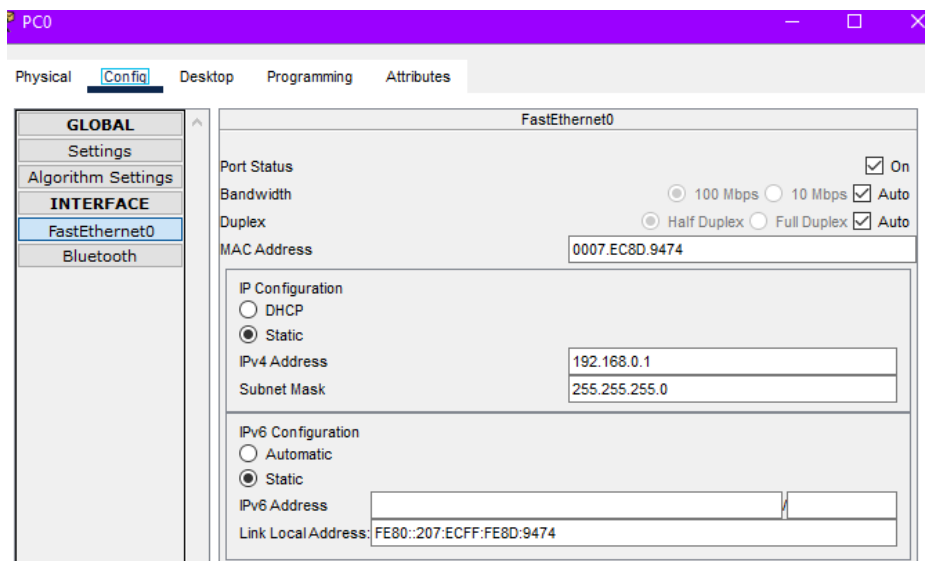 PC0
Physical Config Desktop Programming Attributes
GLOBAL
Settings
Algorithm Settings
INTERFACE
FastEthernet0
Bluetooth
FastEthernet0
Port Status On
Bandwidth 100 Mbps 10 Mbps Auto
Duplex Half Duplex Full Duplex Auto
MAC Address 0007.EC8D.9474
IP Configuration
DHCP
Static
IPv4 Address 192.168.0.1
Subnet Mask 255.255.255.0
IPv6 Configuration
Automatic
Static
IPv6 Address /
Link Local Address: FE80::207:ECFF:FE8D:9474